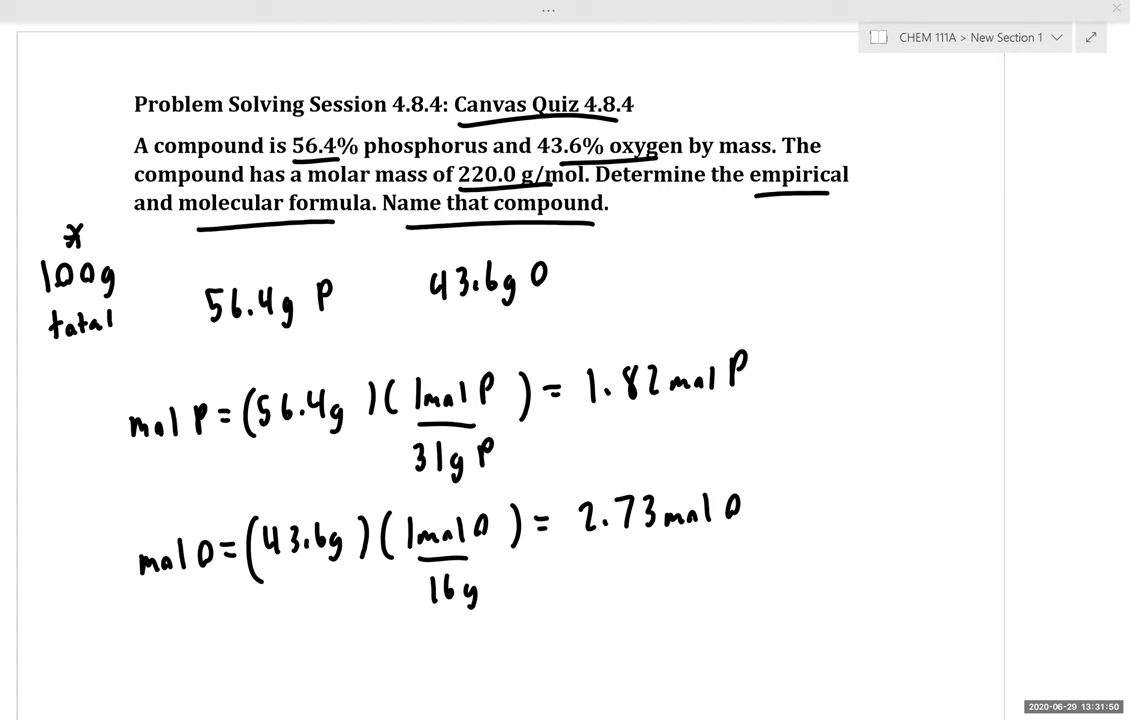 ...
CHEM 111A > New Section 1
Problem Solving Session 4.8.4: Canvas Quiz 4.8.4
A compound is 56.4% phosphorus and 43.6% oxygen by mass. The
compound has a molar mass of 220.0 g/mol. Determine the empirical
and molecular formula. Name that compound.
*
100g
total
56.4g P
43.6g O
mol P = (56.4g)(1mol P / 31g P) = 1.82 mol P
mol O = (43.6g)(1mol O / 16g) = 2.73 mol O
2020-06-29 13:31:50